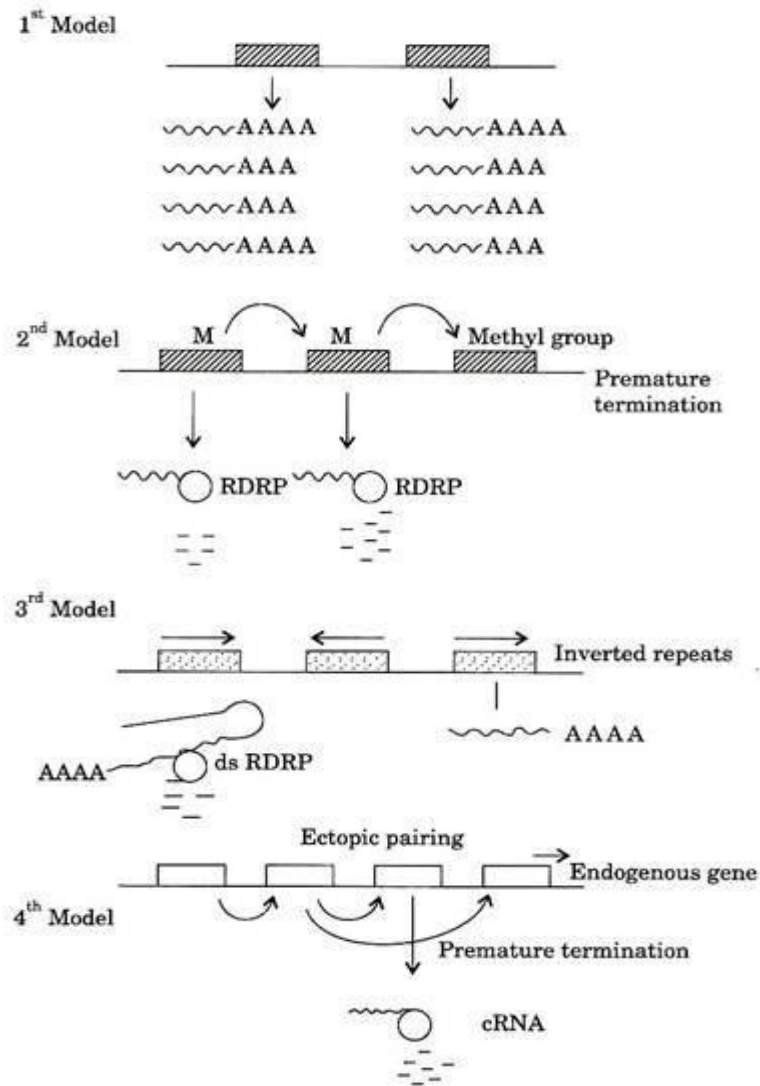 1st Model
AAAA AAAA
AAA AAA
AAA AAA
AAAA AAA
M M Methyl group
2nd Model
Premature
termination
RDRP RDRP
3rd Model
Inverted repeats
AAAA
ds RDRP
AAAA
Ectopic pairing
Endogenous gene
4th Model
Premature termination
cRNA